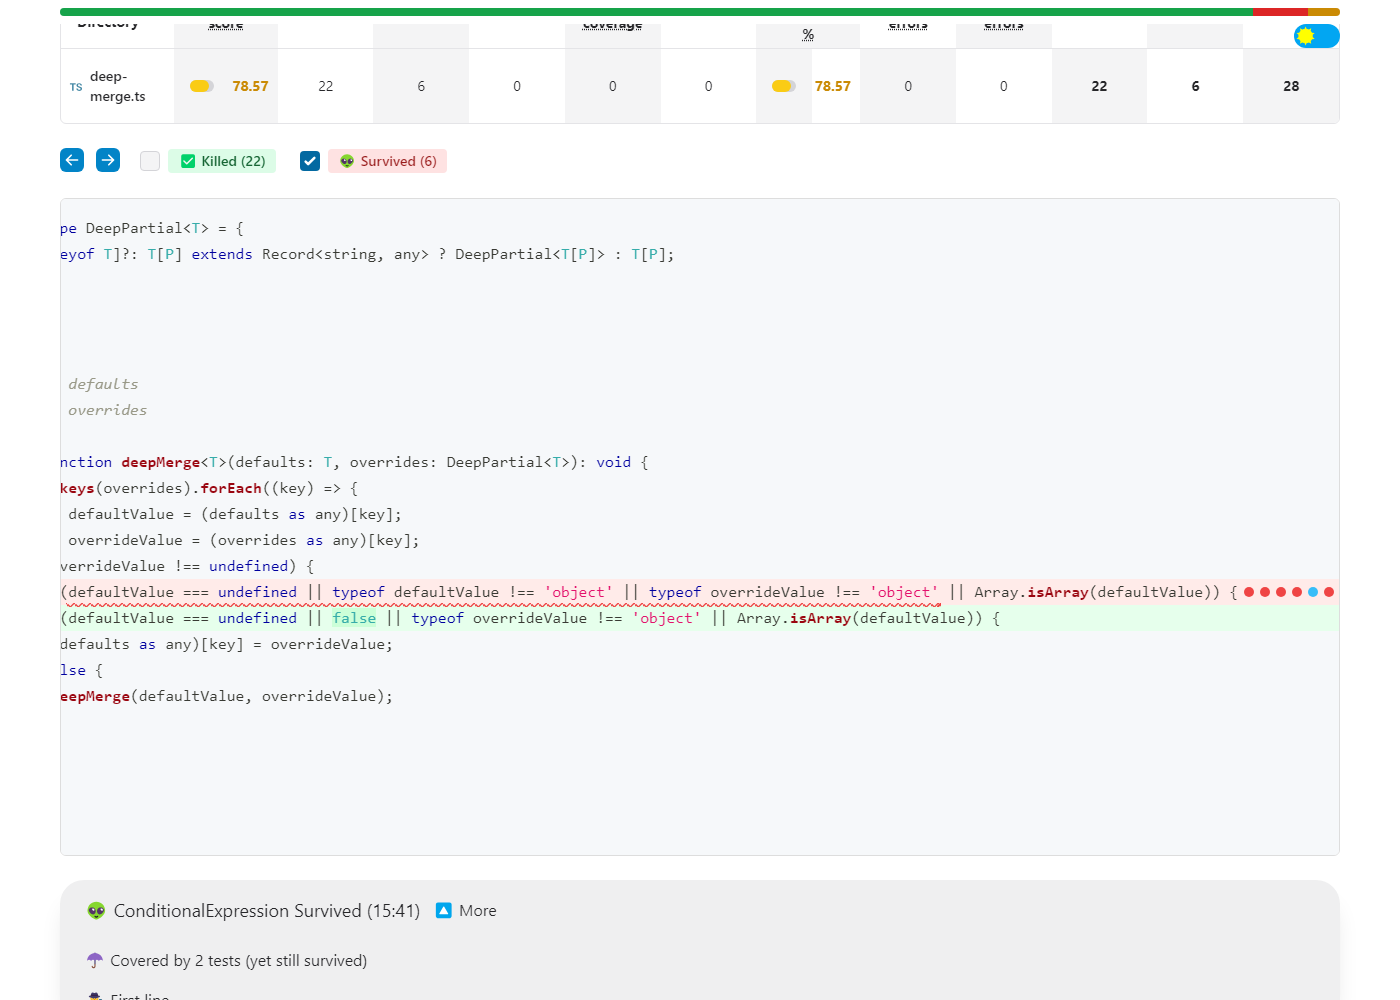 Directory score coverage errors errors
%
TS deep-merge.ts 78.57 22 6 0 0 0 78.57 0 0 22 6 28
Killed (22) Survived (6)
pe DeepPartial<T> = {
eyof T]?: T[P] extends Record<string, any> ? DeepPartial<T[P]> : T[P];
defaults
overrides
nction deepMerge<T>(defaults: T, overrides: DeepPartial<T>): void {
keys(overrides).forEach((key) => {
defaultValue = (defaults as any)[key];
overrideValue = (overrides as any)[key];
verrideValue !== undefined) {
(defaultValue === undefined || typeof defaultValue !== 'object' || typeof overrideValue !== 'object' || Array.isArray(defaultValue)) {
(defaultValue === undefined || false || typeof overrideValue !== 'object' || Array.isArray(defaultValue)) {
defaults as any)[key] = overrideValue;
lse {
eepMerge(defaultValue, overrideValue);
ConditionalExpression Survived (15:41) More
Covered by 2 tests (yet still survived)
First line